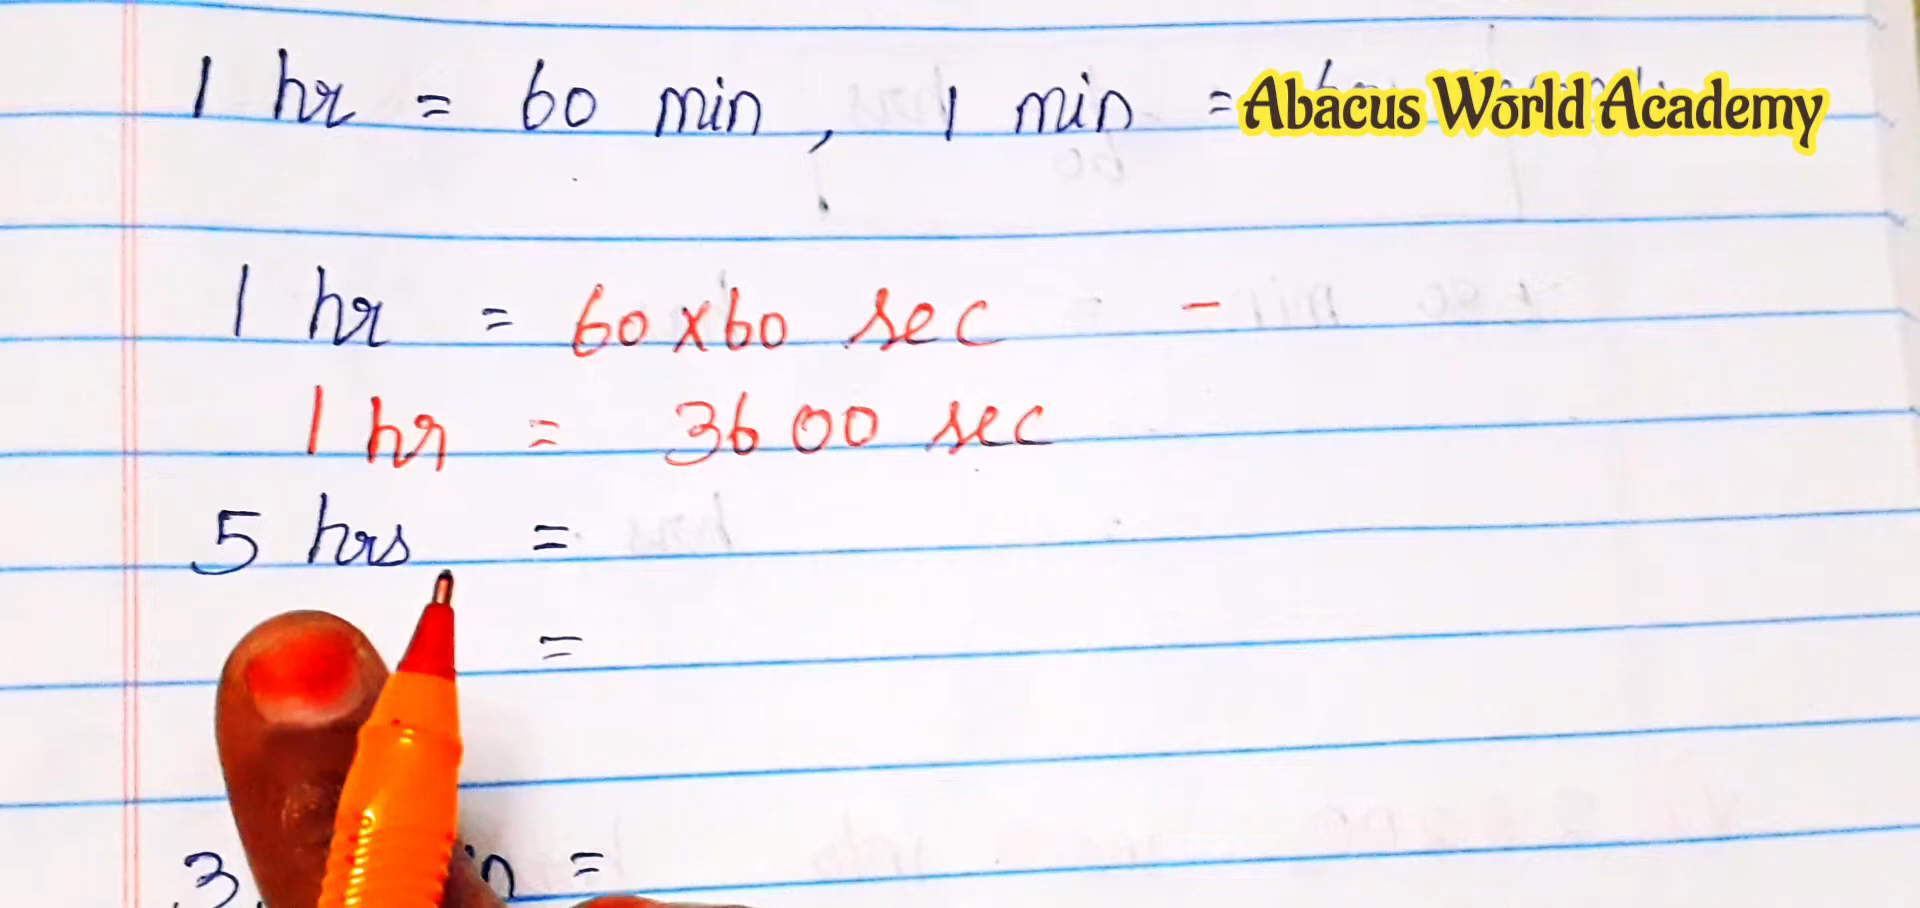 1 hr = 60 min, 1 min = Abacus World Academy
1 hr = 60 x 60 sec -
1 hr = 3600 sec
5 hrs =
=
3 =